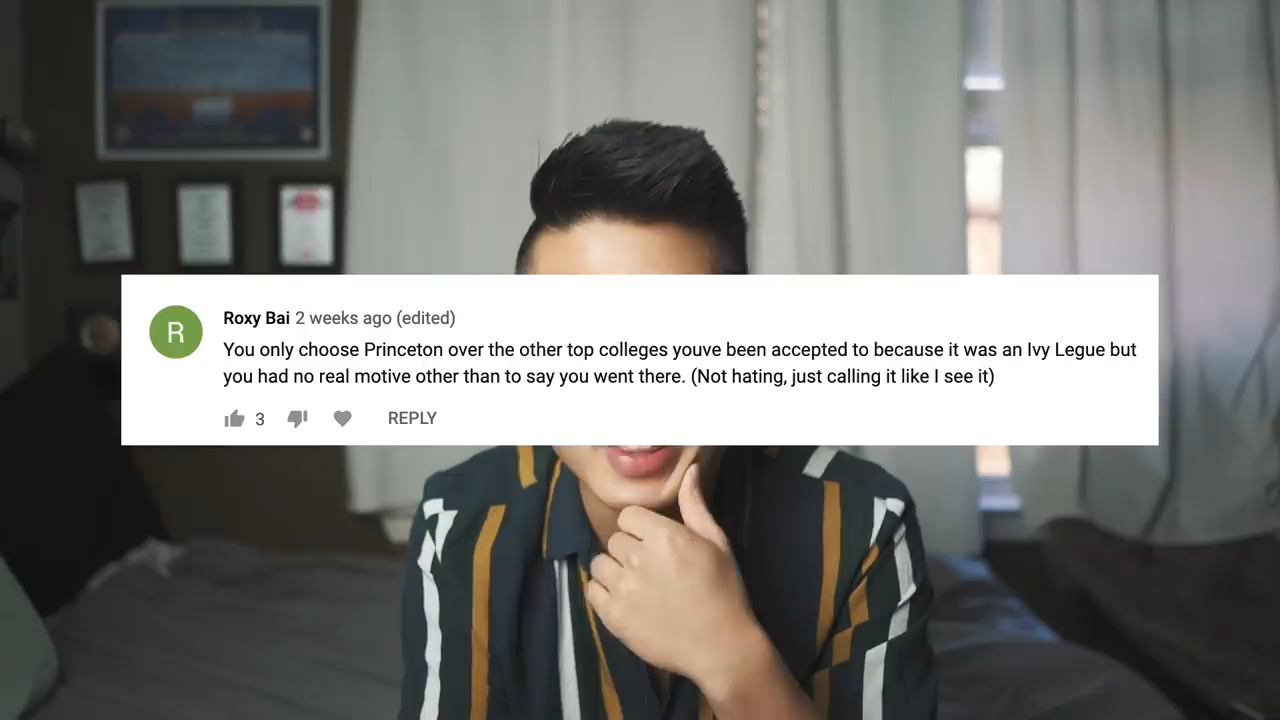 R
Roxy Bai 2 weeks ago (edited)
You only choose Princeton over the other top colleges youve been accepted to because it was an Ivy Legue but
you had no real motive other than to say you went there. (Not hating, just calling it like I see it)
3 REPLY